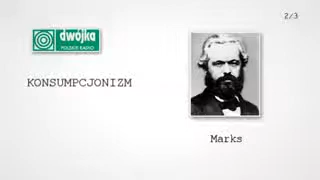 2/3
dwójka
POLSKIE RADIO
KONSUMPCJONIZM
Marks